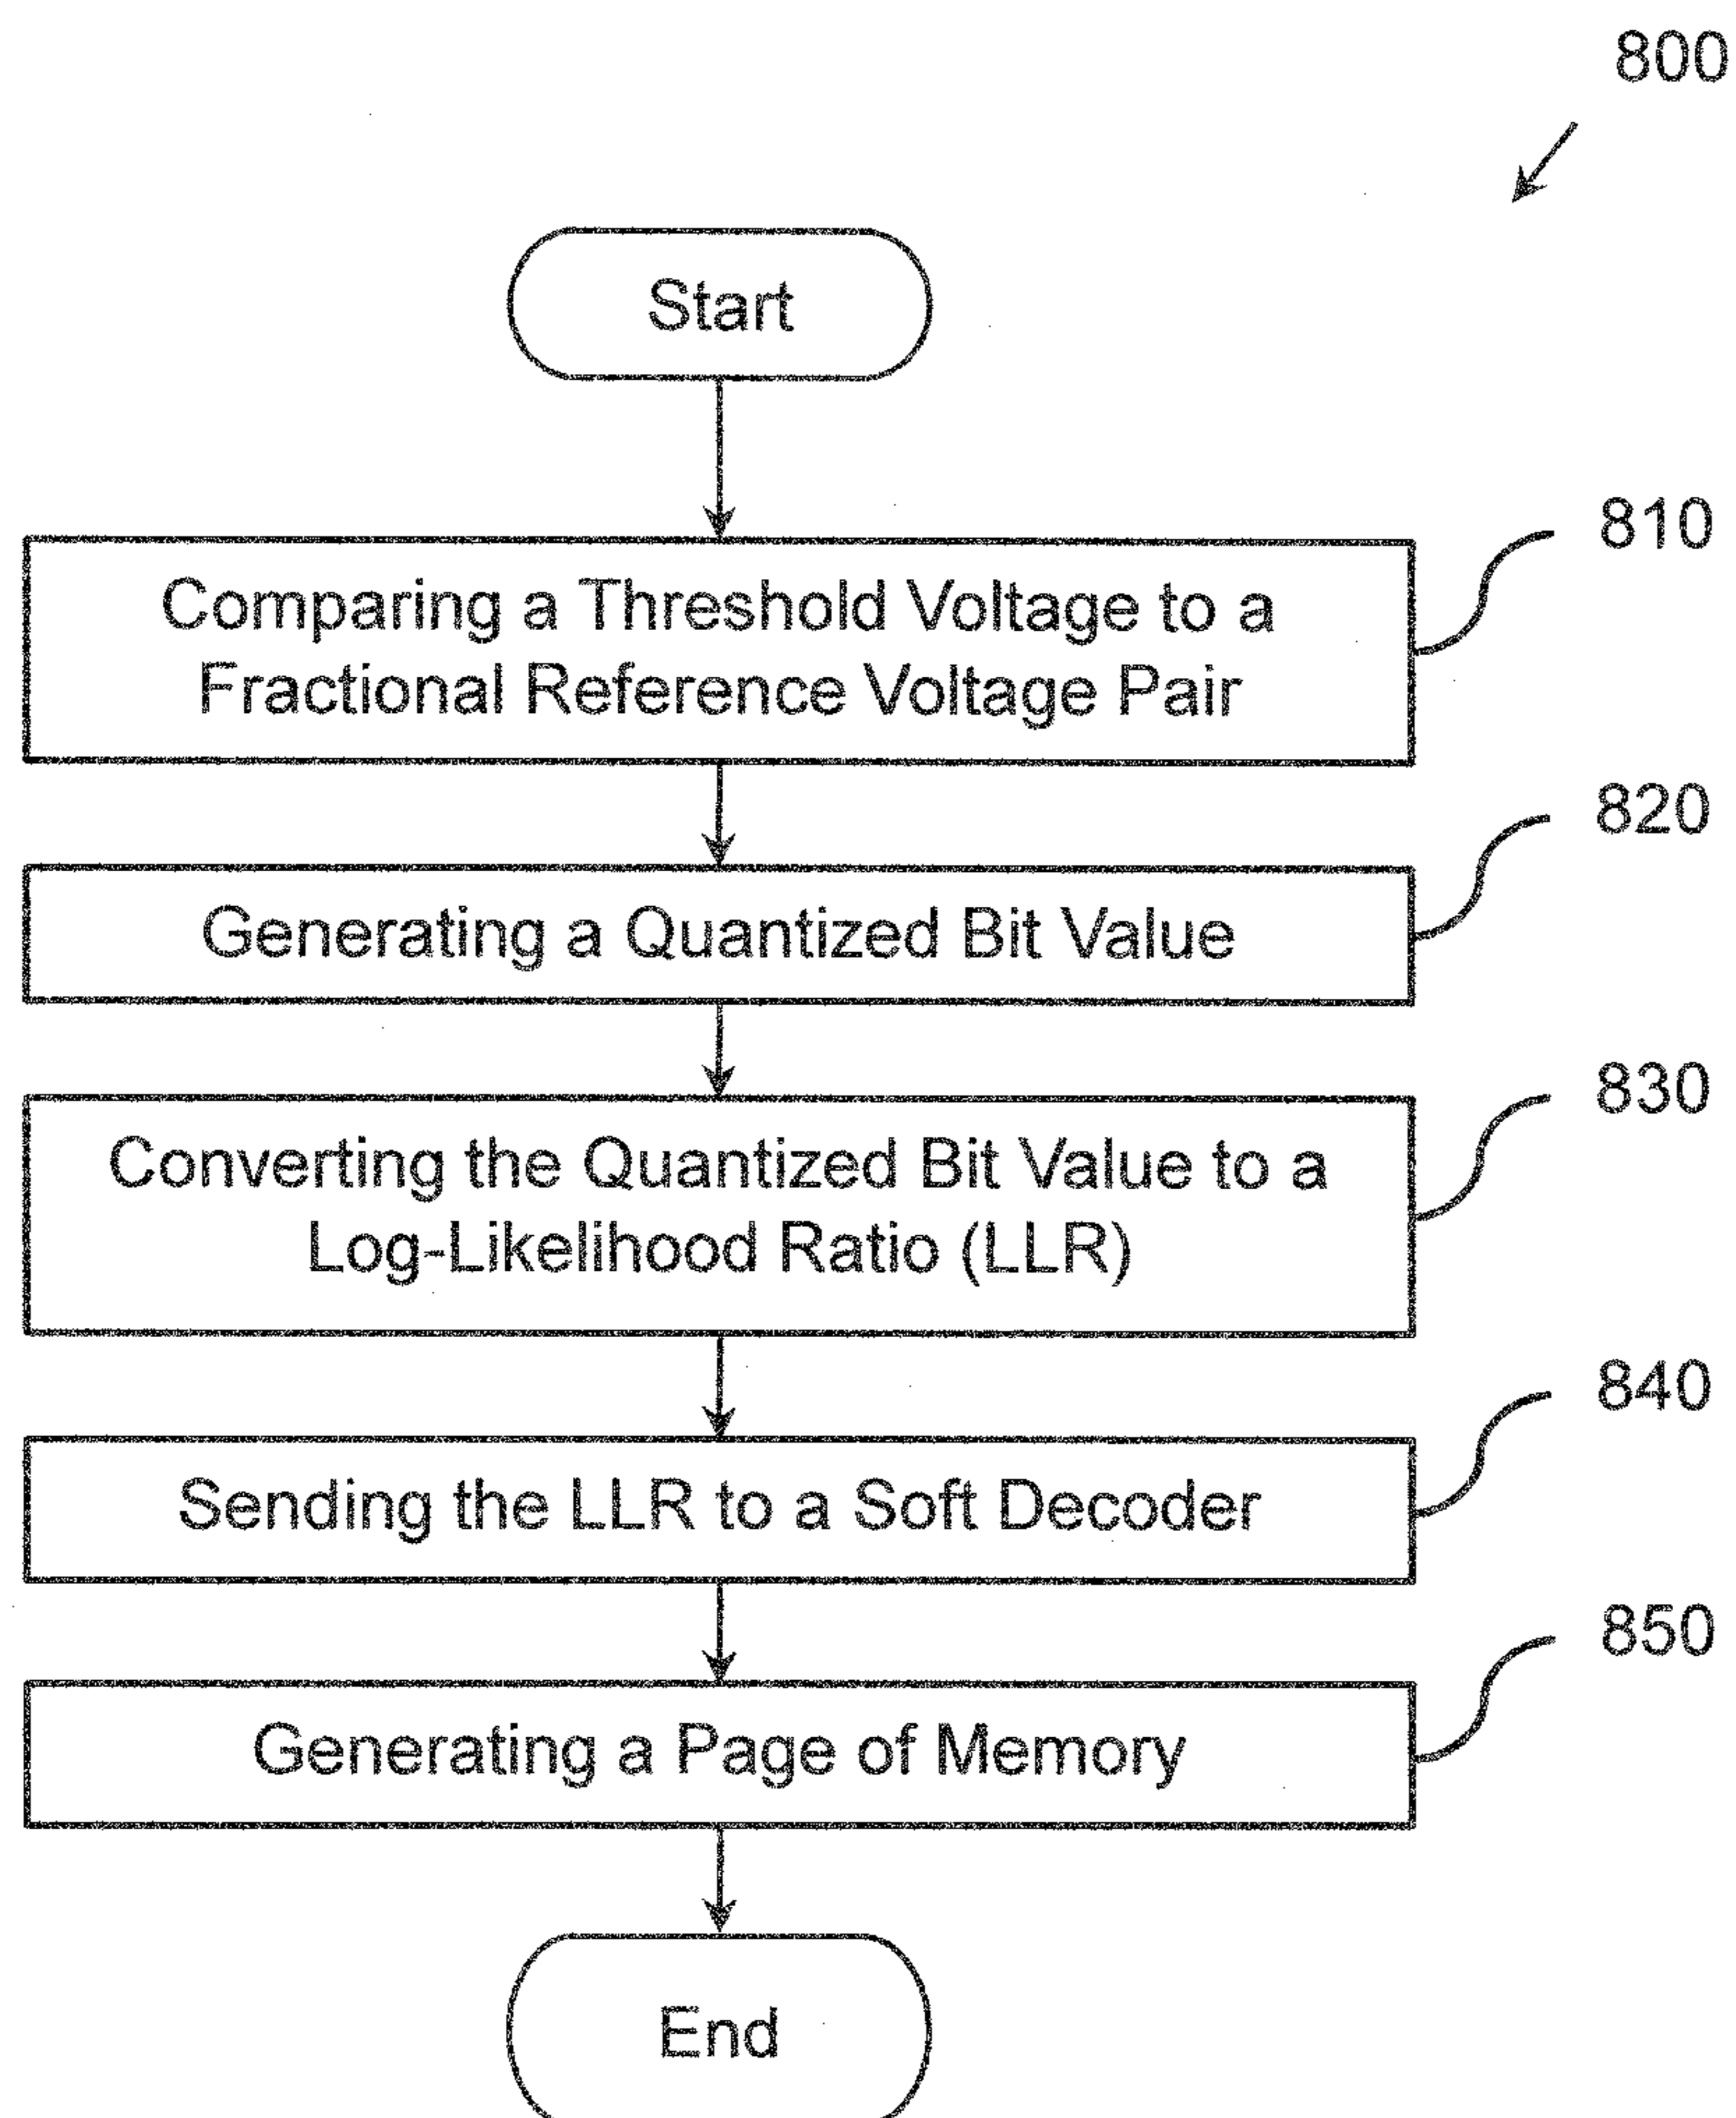 800
Start
810
Comparing a Threshold Voltage to a
Fractional Reference Voltage Pair
820
Generating a Quantized Bit Value
830
Converting the Quantized Bit Value to a
Log-Likelihood Ratio (LLR)
840
Sending the LLR to a Soft Decoder
850
Generating a Page of Memory
End